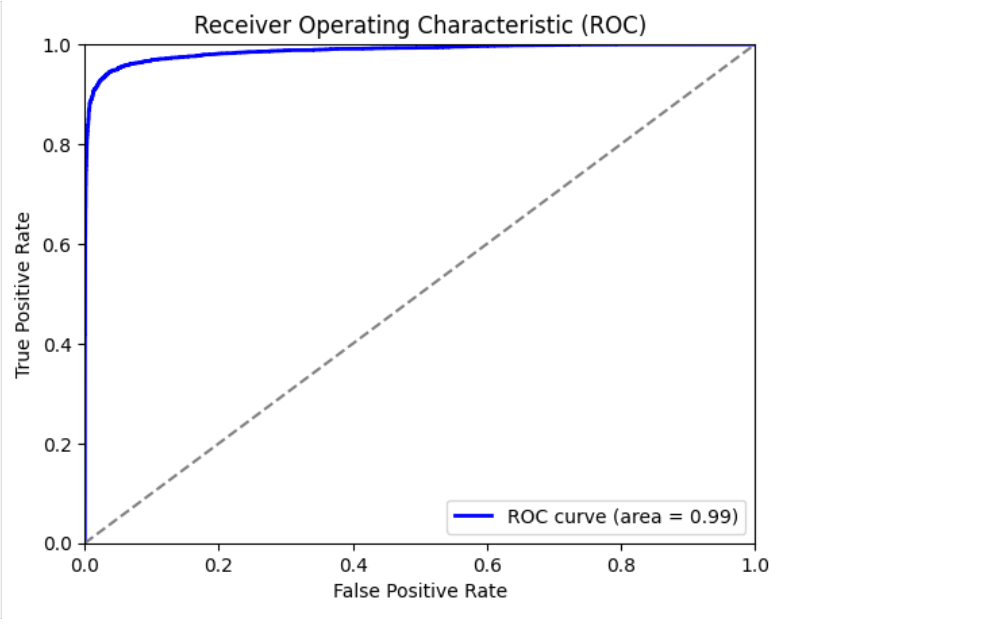 Receiver Operating Characteristic (ROC)
1.0
0.8
0.6
0.4
0.2
0.0
True Positive Rate
ROC curve (area = 0.99)
0.0 0.2 0.4 0.6 0.8 1.0
False Positive Rate